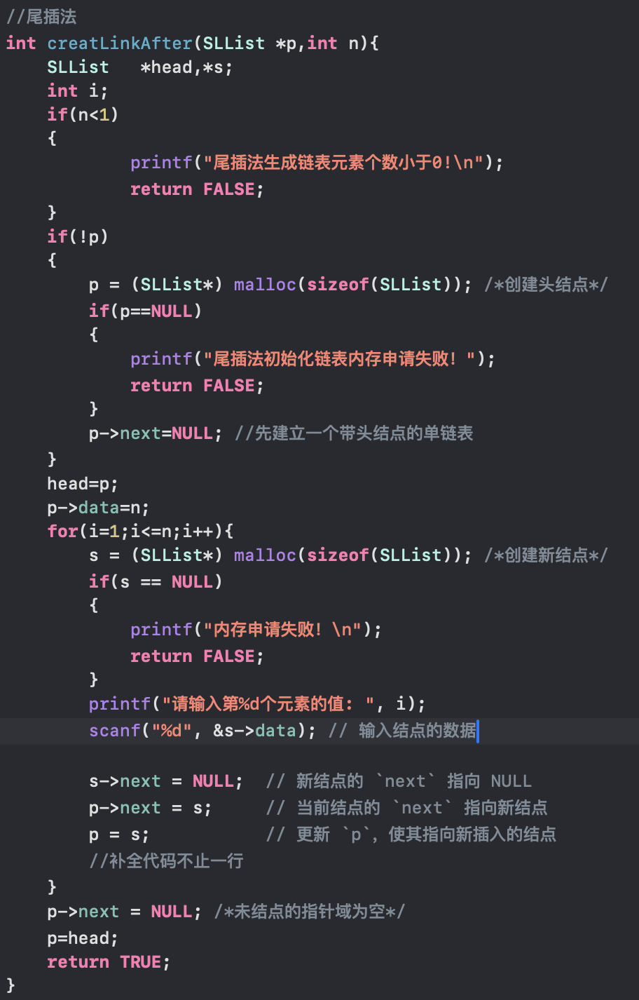 //尾插法
int creatLinkAfter(SLList *p,int n){
    SLList   *head,*s;
    int i;
    if(n<1)
    {
            printf("尾插法生成链表元素个数小于0!\n");
            return FALSE;
    }
    if(!p)
    {
        p = (SLList*) malloc(sizeof(SLList)); /*创建头结点*/
        if(p==NULL)
        {
            printf("尾插法初始化链表内存申请失败！");
            return FALSE;
        }
        p->next=NULL; //先建立一个带头结点的单链表
    }
    head=p;
    p->data=n;
    for(i=1;i<=n;i++){
        s = (SLList*) malloc(sizeof(SLList)); /*创建新结点*/
        if(s == NULL)
        {
            printf("内存申请失败！\n");
            return FALSE;
        }
        printf("请输入第%d个元素的值: ", i);
        scanf("%d", &s->data); // 输入结点的数据
        s->next = NULL;  // 新结点的 `next` 指向 NULL
        p->next = s;     // 当前结点的 `next` 指向新结点
        p = s;           // 更新 `p`，使其指向新插入的结点
        //补全代码不止一行
    }
    p->next = NULL; /*未结点的指针域为空*/
    p=head;
    return TRUE;
}